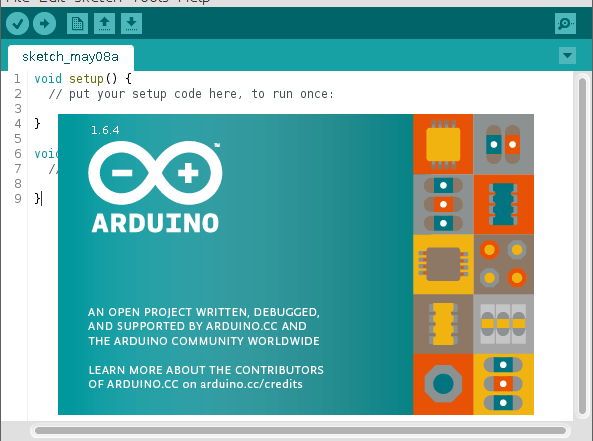 File Edit Sketch Tools Help
sketch_may08a
1 void setup() {
2 // put your setup code here, to run once:
3
4 }
5
6 void
7 //
8
9 }
1.6.4
™
ARDUINO
AN OPEN PROJECT WRITTEN, DEBUGGED,
AND SUPPORTED BY ARDUINO.CC AND
THE ARDUINO COMMUNITY WORLDWIDE
LEARN MORE ABOUT THE CONTRIBUTORS
OF ARDUINO.CC on arduino.cc/credits